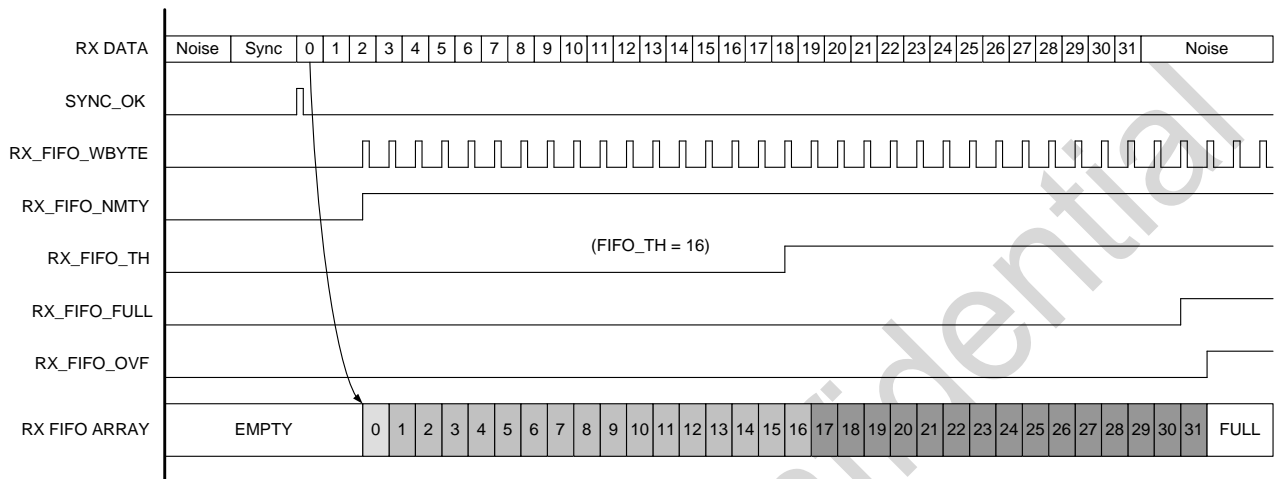 RX DATA Noise Sync 0 1 2 3 4 5 6 7 8 9 10 11 12 13 14 15 16 17 18 19 20 21 22 23 24 25 26 27 28 29 30 31 Noise
SYNC_OK
RX_FIFO_WBYTE
RX_FIFO_NMTY
(FIFO_TH = 16)
RX_FIFO_TH
RX_FIFO_FULL
RX_FIFO_OVF
RX FIFO ARRAY EMPTY 0 1 2 3 4 5 6 7 8 9 10 11 12 13 14 15 16 17 18 19 20 21 22 23 24 25 26 27 28 29 30 31 FULL
fidential